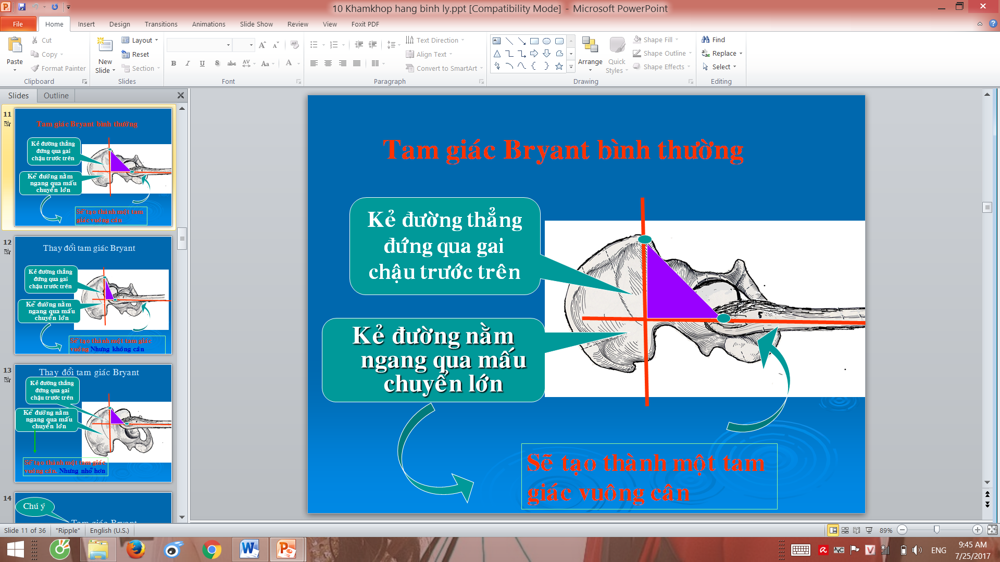 10 Khamkhop hang binh ly.ppt [Compatibility Mode] - Microsoft PowerPoint
File Home Insert Design Transitions Animations Slide Show Review View Foxit PDF
Paste
Cut
Copy
Format Painter
Clipboard
New Slide
Layout
Reset
Section
Slides
B I U S abc AV Aa A
Font
Text Direction
Align Text
Convert to SmartArt
Paragraph
Arrange
Quick Styles
Shape Fill
Shape Outline
Shape Effects
Drawing
Find
Replace
Select
Editing
Slides Outline
11
Tam giác Bryant bình thường
Kẻ đường thẳng
đứng qua gai
chậu trước trên
Kẻ đường nằm
ngang qua mấu
chuyển lớn
Sẽ tạo thành một tam
giác vuông cân
12
Thay đổi tam giác Bryant
Kẻ đường thẳng
đứng qua gai
chậu trước trên
Kẻ đường nằm
ngang qua mấu
chuyển lớn
Sẽ tạo thành một tam giác
vuông Nhưng không cân
13
Thay đổi tam giác Bryant
Kẻ đường thẳng
đứng qua gai
chậu trước trên
Kẻ đường nằm
ngang qua mấu
chuyển lớn
Sẽ tạo thành một tam giác
vuông cân. Nhưng nhỏ hơn
14
Chú ý
Tam giác Bryant
Tam giác Bryant bình thường
Kẻ đường thẳng
đứng qua gai
chậu trước trên
Kẻ đường nằm
ngang qua mấu
chuyển lớn
Sẽ tạo thành một tam
giác vuông cân
Slide 11 of 36 "Ripple" English (U.S.) 89%
ENG
9:45 AM
7/25/2017